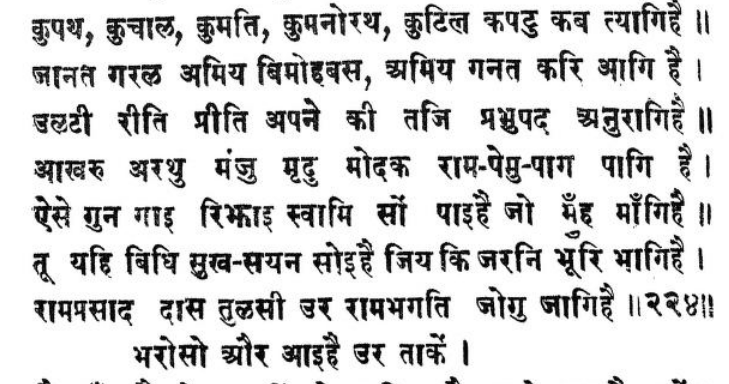 कुपथ, कुचाल, कुमति, कुमनोरथ, कुटिल कपटु कब त्यागिहै ॥
जानत गरल अमिय बिमोहबस, अमिय गनत करि आगि है ।
उलटी रीति प्रीति अपने की तजि प्रभुपद अनुरागिहै ॥
आखरु अरथु मंजु मृदु मोदक राम-पेमु-पाग पागि है ।
ऐसे गुन गाइ रिझाइ स्वामि सों पाइहै जो मुँह माँगिहै ॥
तू यहि बिधि सुख-सयन सोइहै जिय कि जरनि भूरि भागिहै ।
रामप्रसाद दास तुलसी उर रामभगति जोगु जागिहै ॥२२४॥
भरोसो और आइहै उर ताकें ।